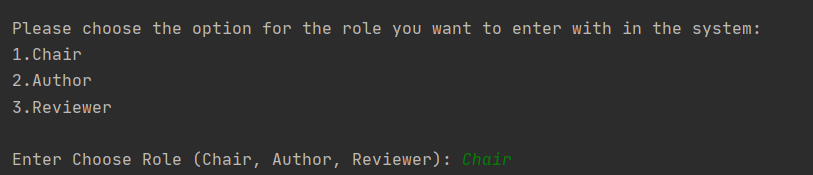 Please choose the option for the role you want to enter with in the system:
1.Chair
2.Author
3.Reviewer
Enter Choose Role (Chair, Author, Reviewer): Chair